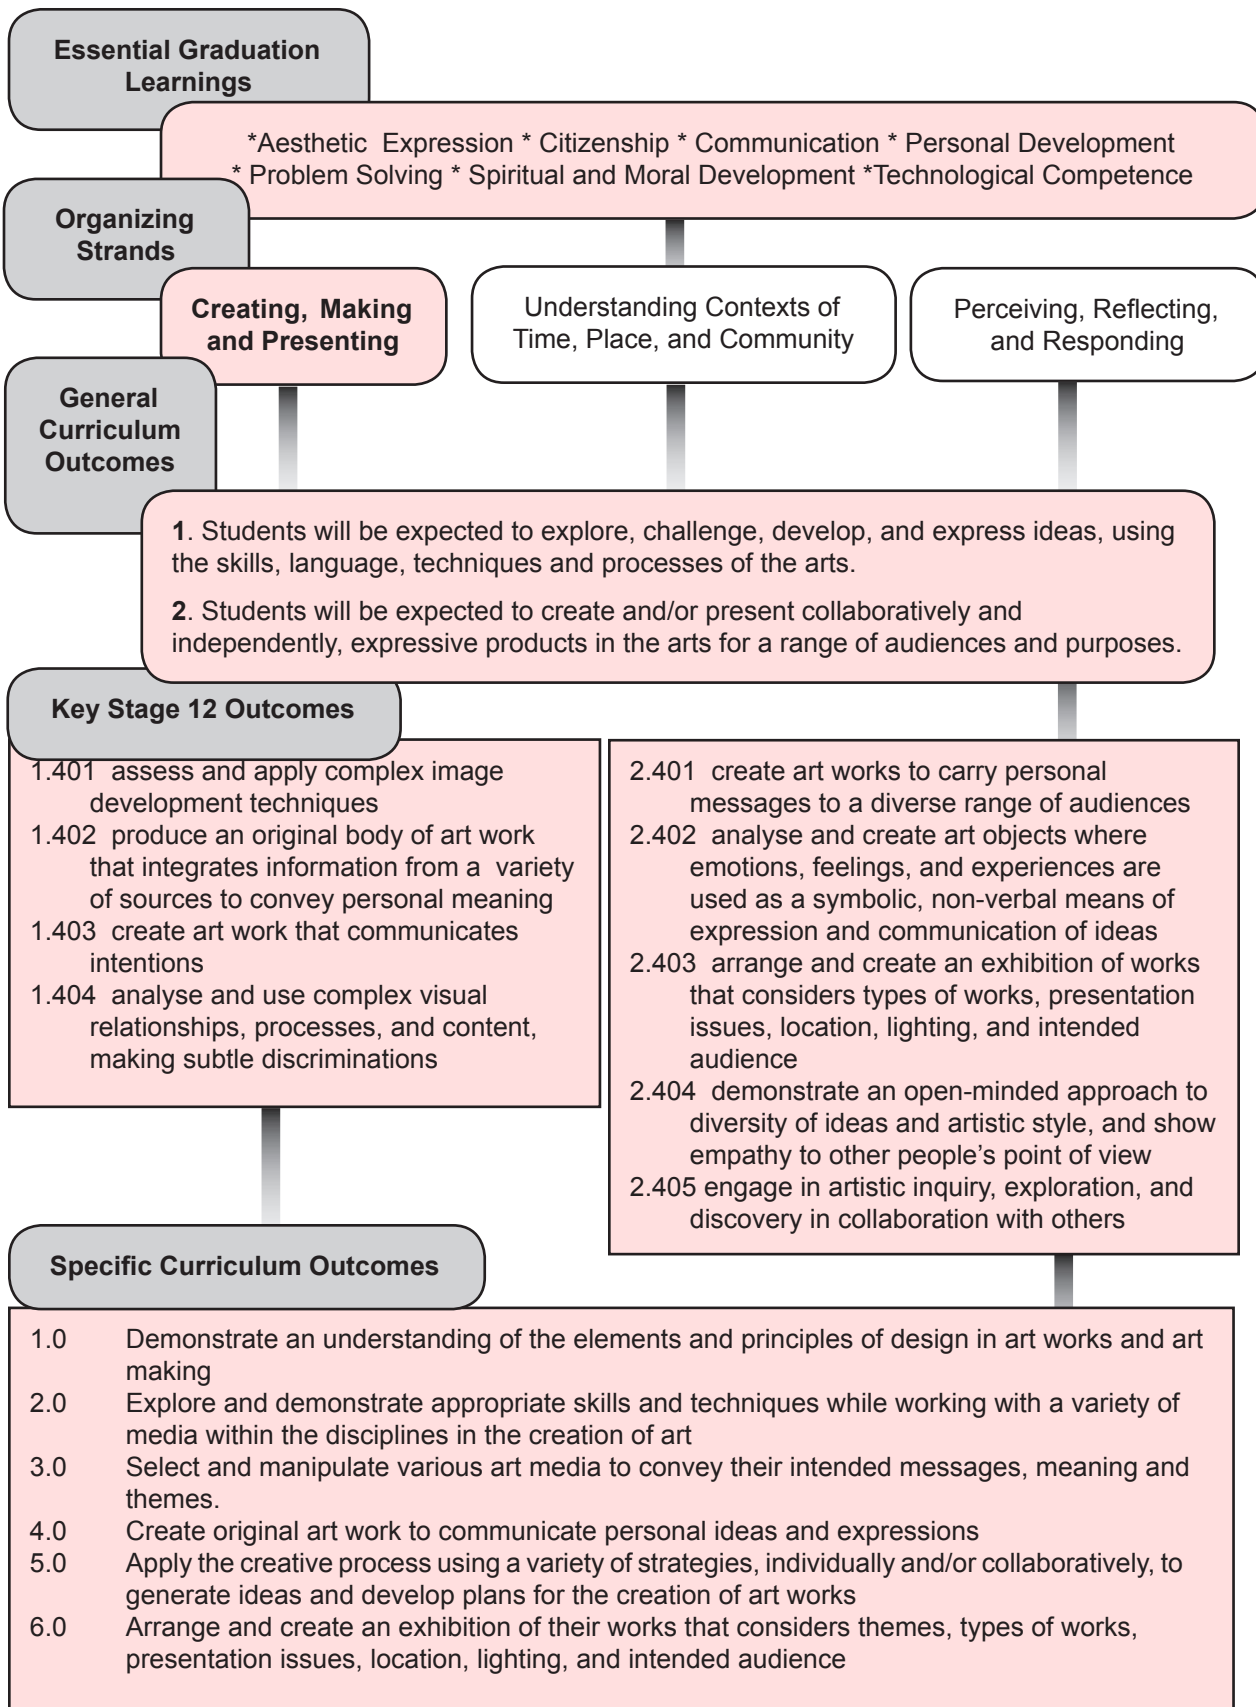 Essential Graduation
Learnings
*Aesthetic Expression * Citizenship * Communication * Personal Development
* Problem Solving * Spiritual and Moral Development *Technological Competence
Organizing
Strands
Creating, Making
and Presenting
Understanding Contexts of
Time, Place, and Community
Perceiving, Reflecting,
and Responding
General
Curriculum
Outcomes
1. Students will be expected to explore, challenge, develop, and express ideas, using
the skills, language, techniques and processes of the arts.
2. Students will be expected to create and/or present collaboratively and
independently, expressive products in the arts for a range of audiences and purposes.
Key Stage 12 Outcomes
1.401 assess and apply complex image
development techniques
1.402 produce an original body of art work
that integrates information from a variety
of sources to convey personal meaning
1.403 create art work that communicates
intentions
1.404 analyse and use complex visual
relationships, processes, and content,
making subtle discriminations
2.401 create art works to carry personal
messages to a diverse range of audiences
2.402 analyse and create art objects where
emotions, feelings, and experiences are
used as a symbolic, non-verbal means of
expression and communication of ideas
2.403 arrange and create an exhibition of works
that considers types of works, presentation
issues, location, lighting, and intended
audience
2.404 demonstrate an open-minded approach to
diversity of ideas and artistic style, and show
empathy to other people's point of view
2.405 engage in artistic inquiry, exploration, and
discovery in collaboration with others
Specific Curriculum Outcomes
1.0 Demonstrate an understanding of the elements and principles of design in art works and art
making
2.0 Explore and demonstrate appropriate skills and techniques while working with a variety of
media within the disciplines in the creation of art
3.0 Select and manipulate various art media to convey their intended messages, meaning and
themes.
4.0 Create original art work to communicate personal ideas and expressions
5.0 Apply the creative process using a variety of strategies, individually and/or collaboratively, to
generate ideas and develop plans for the creation of art works
6.0 Arrange and create an exhibition of their works that considers themes, types of works,
presentation issues, location, lighting, and intended audience